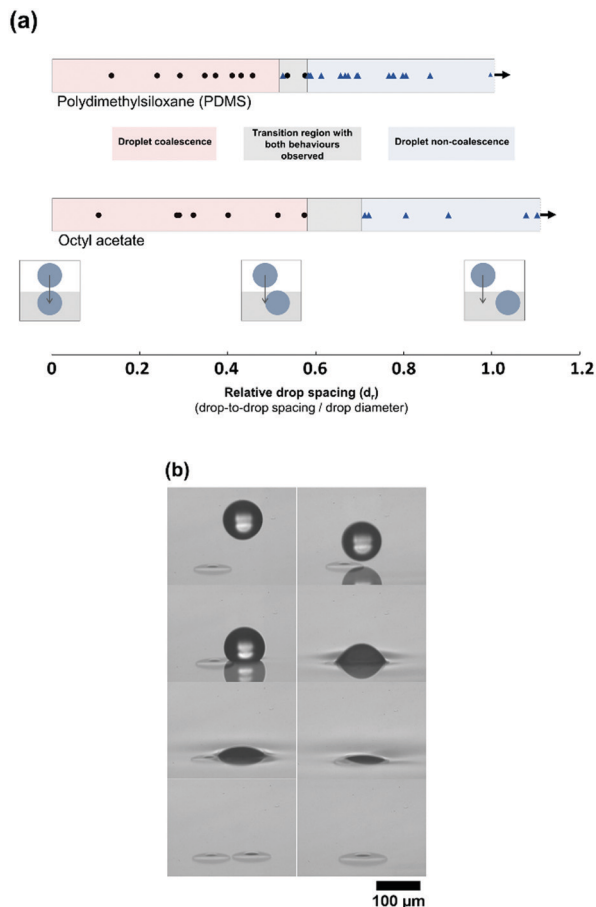 (a)
Polydimethylsiloxane (PDMS)
Droplet coalescence
Transition region with
both behaviours
observed
Droplet non-coalescence
Octyl acetate
0 0.2 0.4 0.6 0.8 1.0 1.2
Relative drop spacing (dr)
(drop-to-drop spacing / drop diameter)
(b)
100 µm